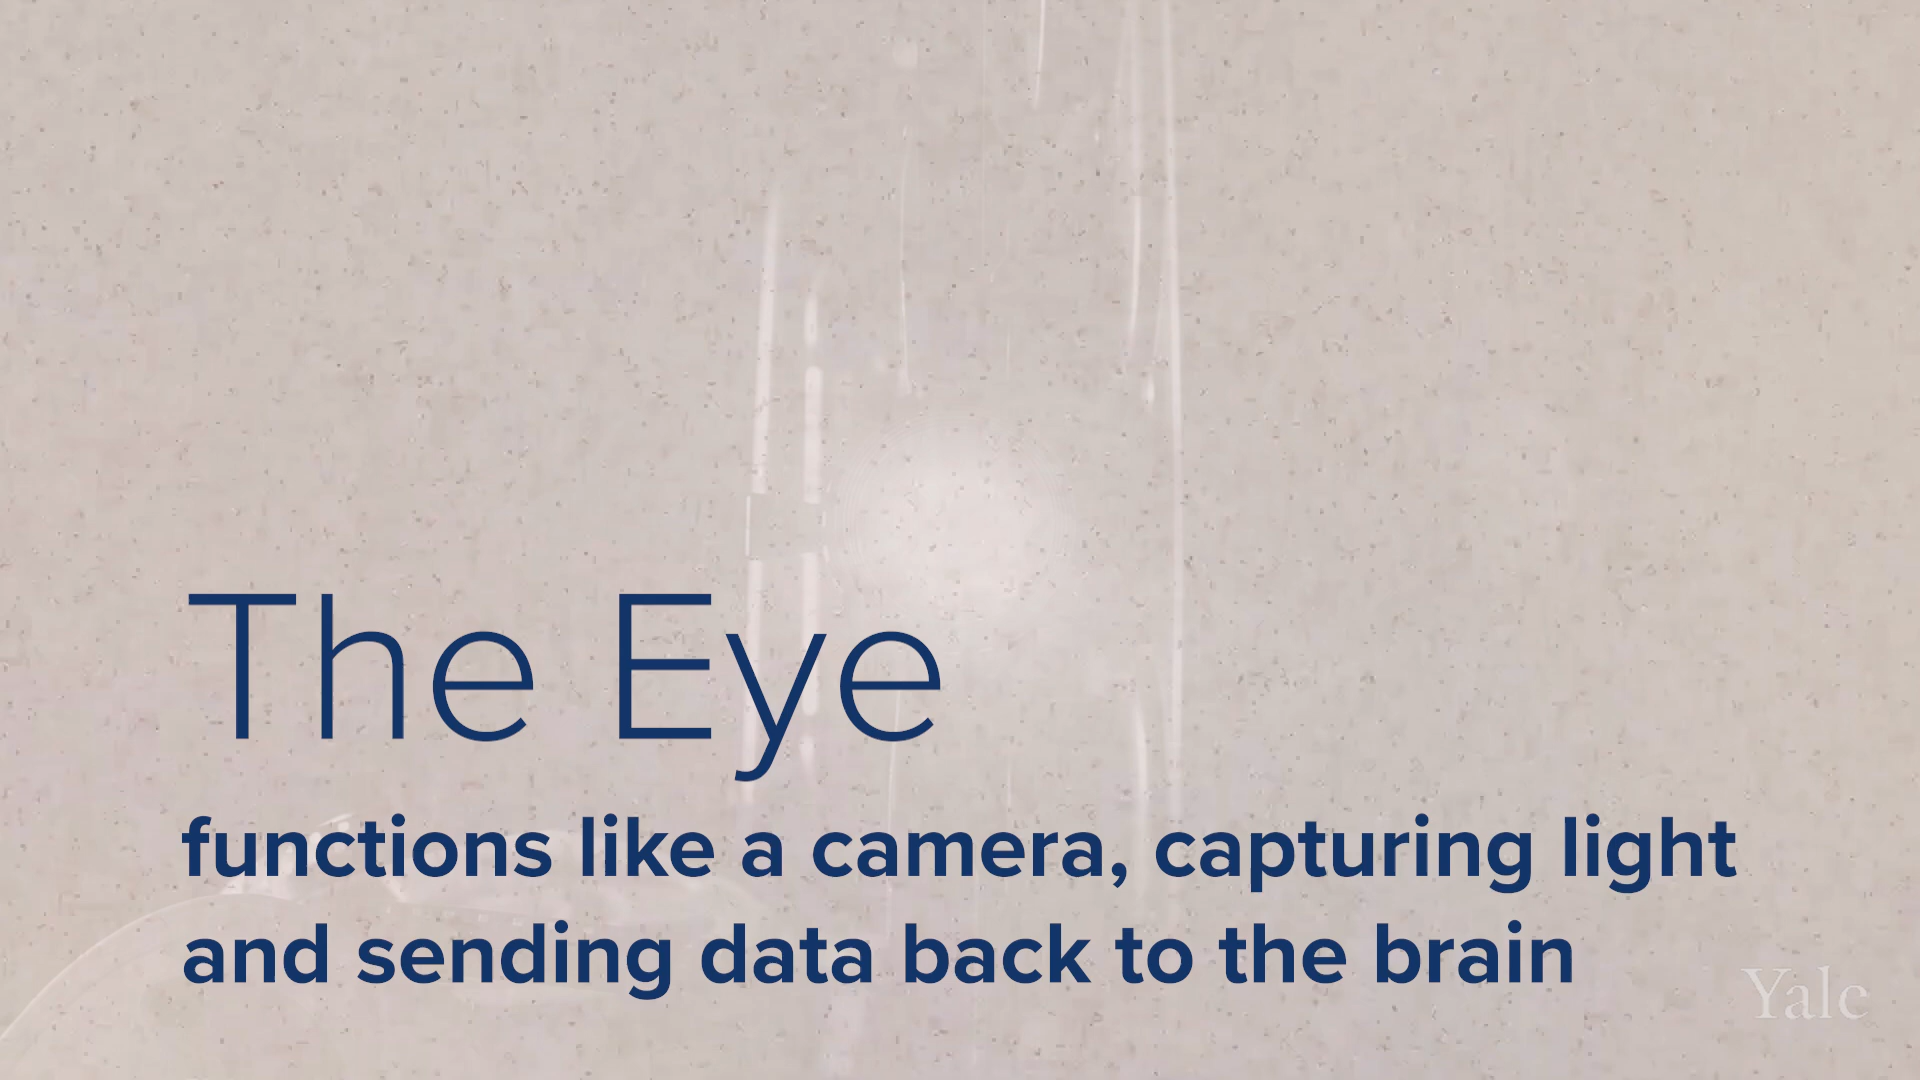 The Eye
functions like a camera, capturing light
and sending data back to the brain
Yale